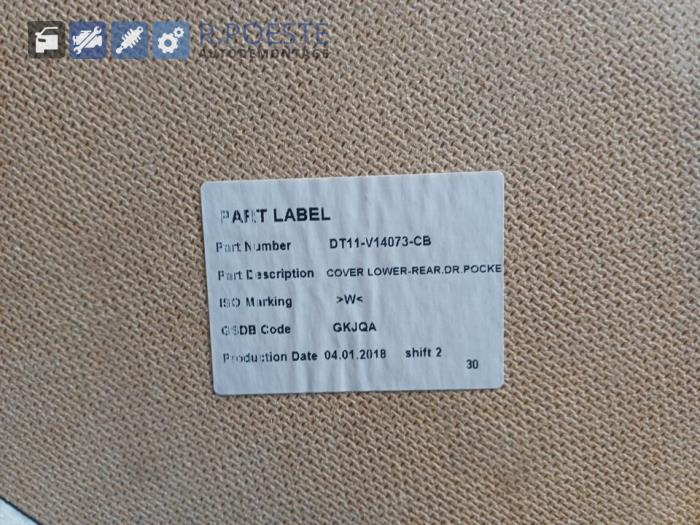 R.POESTE
AUTODEMONTAGE
PART LABEL
Part Number DT11-V14073-CB
Part Description COVER LOWER-REAR.DR.POCKE
ISO Marking >W<
GSDB Code GKJQA
Production Date 04.01.2018 shift 2
30